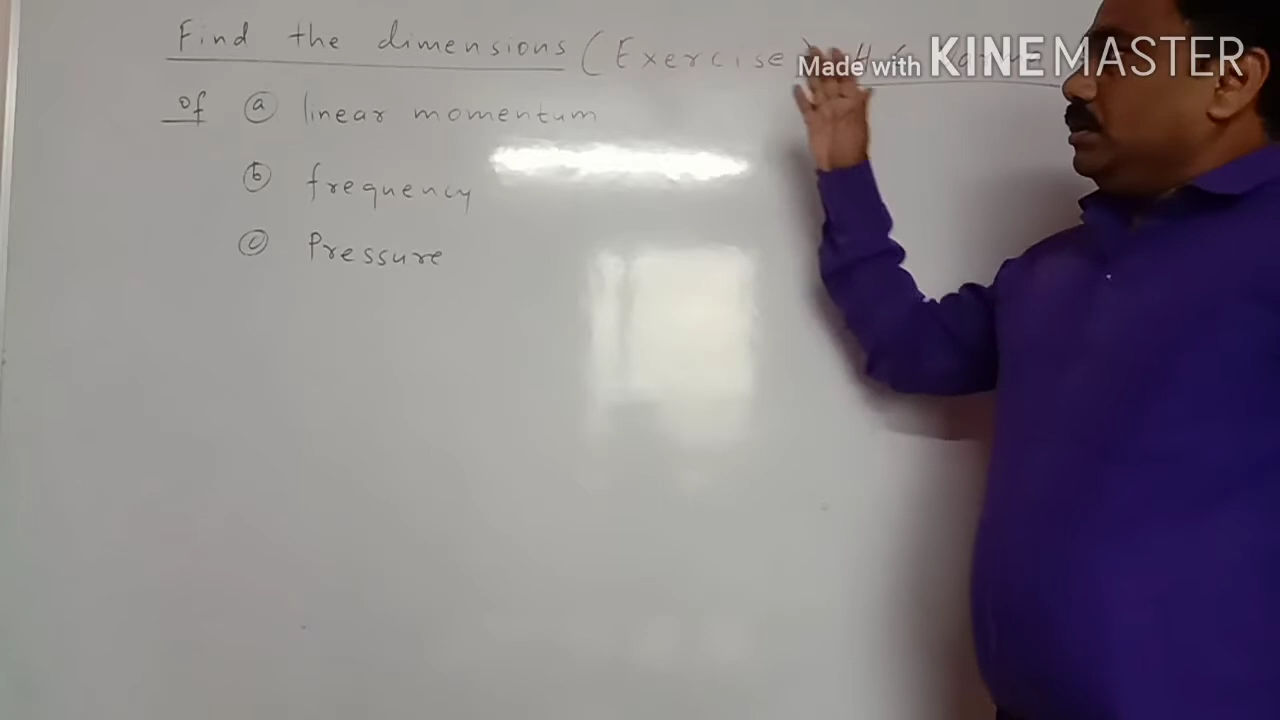 Find the dimensions (Exercise)
Made with KINEMASTER
of (a) linear momentum
(b) frequency
(c) Pressure